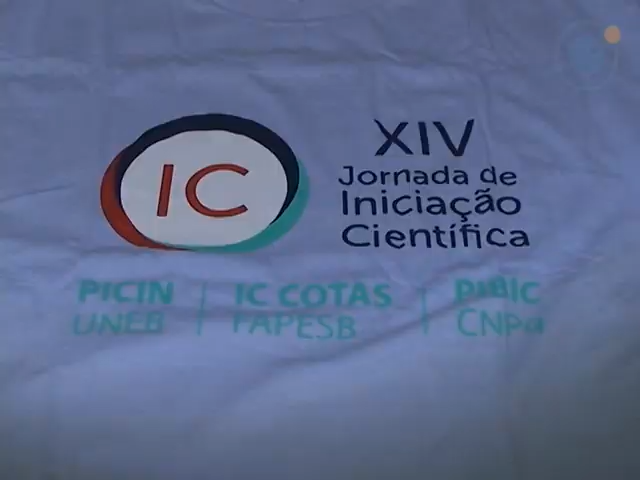 IC
XIV
Jornada de
Iniciação
Científica
PICIN | IC COTAS | PIBIC
UNEB | FAPESB | CNPq